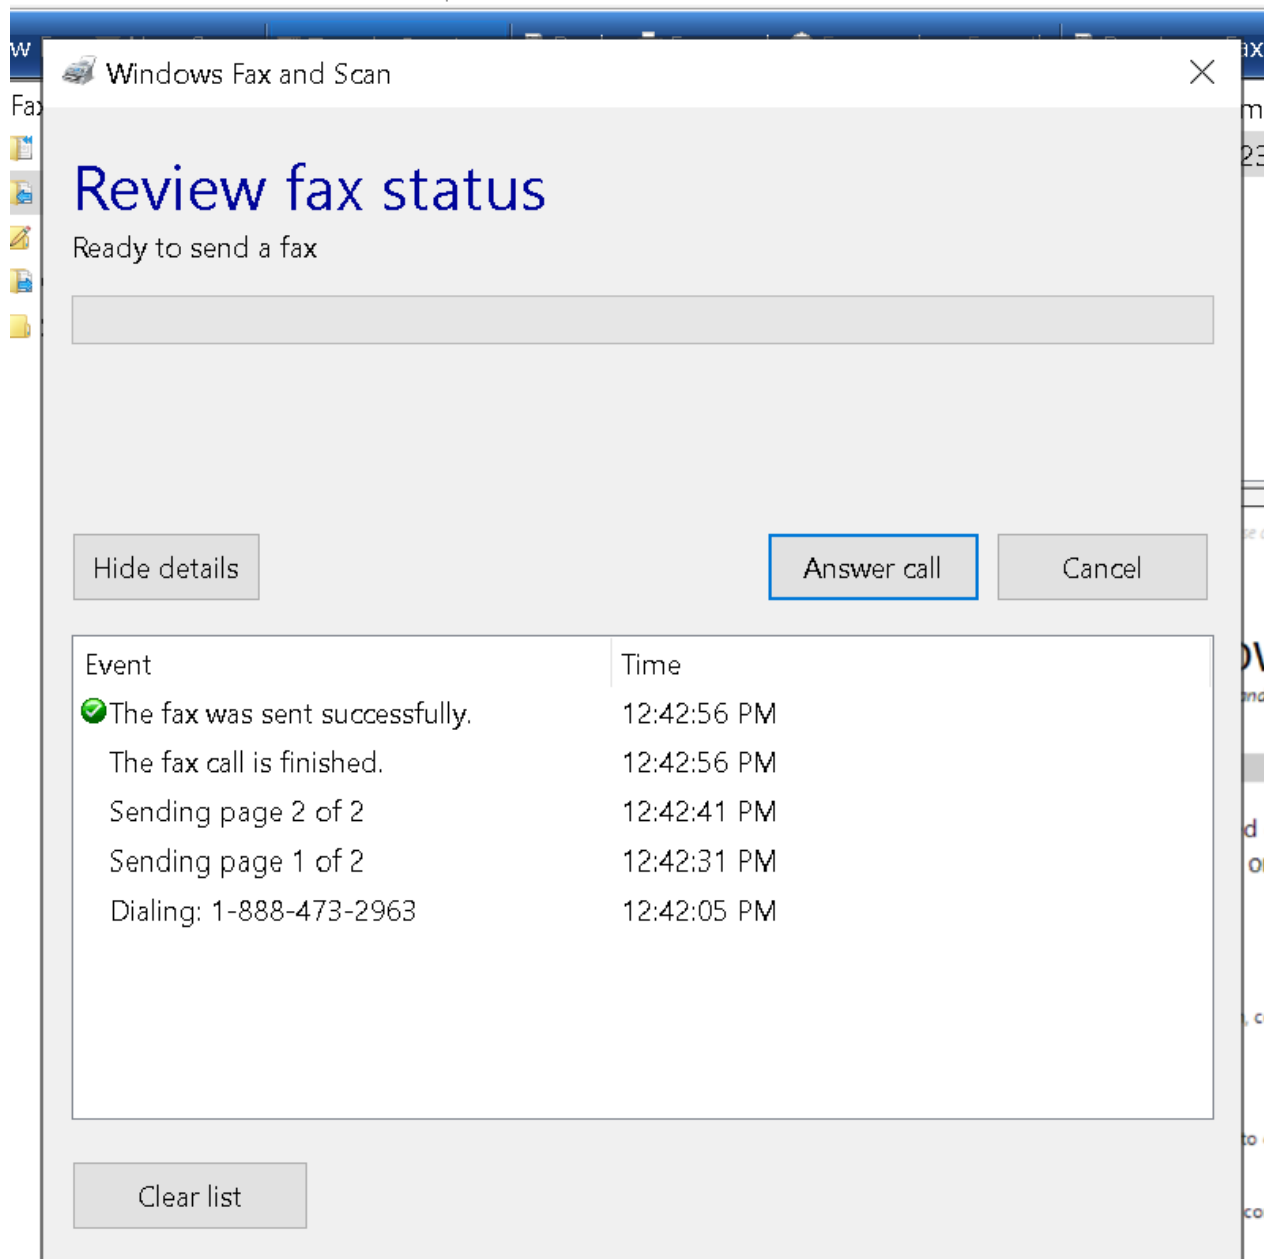 w
Windows Fax and Scan
Fax
Review fax status
Ready to send a fax
Hide details
Answer call
Cancel
Event Time
The fax was sent successfully. 12:42:56 PM
The fax call is finished. 12:42:56 PM
Sending page 2 of 2 12:42:41 PM
Sending page 1 of 2 12:42:31 PM
Dialing: 1-888-473-2963 12:42:05 PM
Clear list